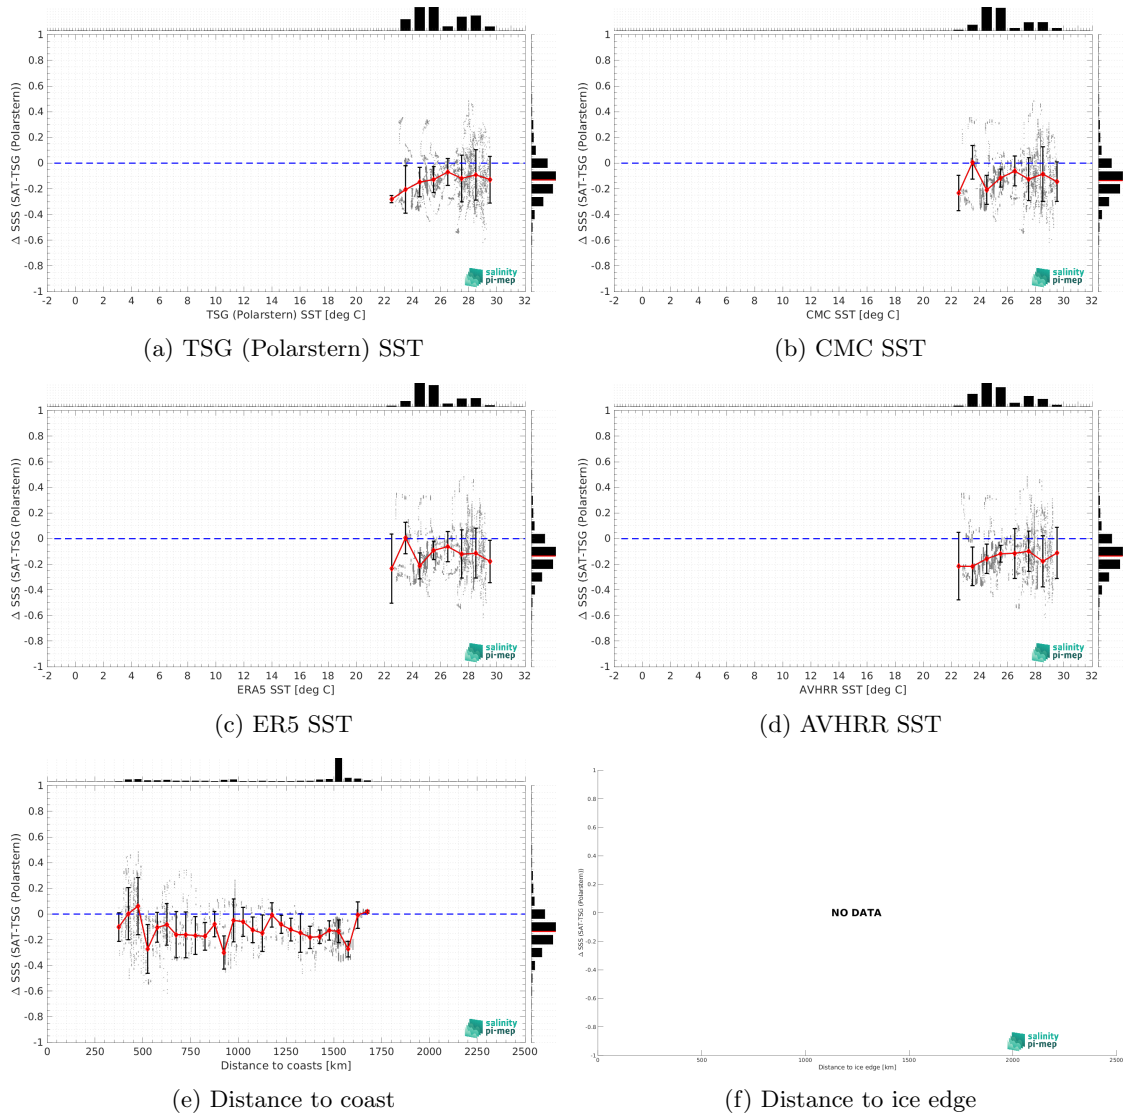 1
0.8
0.6
0.4
0.2
0
-0.2
-0.4
-0.6
-0.8
-1
Δ SSS (SAT-TSG (Polarstern))
-2 0 2 4 6 8 10 12 14 16 18 20 22 24 26 28 30 32
TSG (Polarstern) SST [deg C]
salinity
pi-mep
(a) TSG (Polarstern) SST
1
0.8
0.6
0.4
0.2
0
-0.2
-0.4
-0.6
-0.8
-1
Δ SSS (SAT-TSG (Polarstern))
-2 0 2 4 6 8 10 12 14 16 18 20 22 24 26 28 30 32
CMC SST [deg C]
salinity
pi-mep
(b) CMC SST
1
0.8
0.6
0.4
0.2
0
-0.2
-0.4
-0.6
-0.8
-1
Δ SSS (SAT-TSG (Polarstern))
-2 0 2 4 6 8 10 12 14 16 18 20 22 24 26 28 30 32
ERA5 SST [deg C]
salinity
pi-mep
(c) ER5 SST
1
0.8
0.6
0.4
0.2
0
-0.2
-0.4
-0.6
-0.8
-1
Δ SSS (SAT-TSG (Polarstern))
-2 0 2 4 6 8 10 12 14 16 18 20 22 24 26 28 30 32
AVHRR SST [deg C]
salinity
pi-mep
(d) AVHRR SST
1
0.8
0.6
0.4
0.2
0
-0.2
-0.4
-0.6
-0.8
-1
Δ SSS (SAT-TSG (Polarstern))
0 250 500 750 1000 1250 1500 1750 2000 2250 2500
Distance to coasts [km]
salinity
pi-mep
(e) Distance to coast
1
0.8
0.6
0.4
0.2
0
-0.2
-0.4
-0.6
-0.8
-1
Δ SSS (SAT-TSG (Polarstern))
NO DATA
0 500 1000 1500 2000 2500
Distance to ice edge [km]
salinity
pi-mep
(f) Distance to ice edge